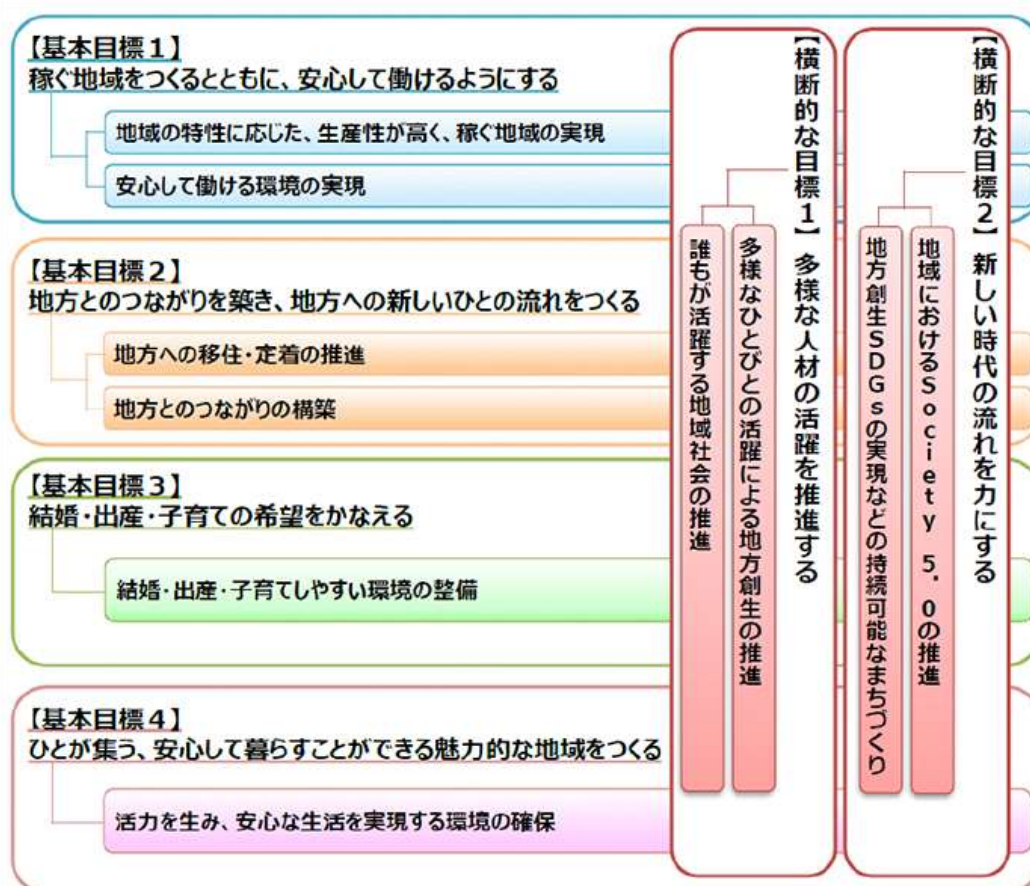 【基本目標１】
稼ぐ地域をつくるとともに、安心して働けるようにする
地域の特性に応じた、生産性が高く、稼ぐ地域の実現
安心して働ける環境の実現
【基本目標２】
地方とのつながりを築き、地方への新しいひとの流れをつくる
地方への移住・定着の推進
地方とのつながりの構築
【基本目標３】
結婚・出産・子育ての希望をかなえる
結婚・出産・子育てしやすい環境の整備
【基本目標４】
ひとが集う、安心して暮らすことができる魅力的な地域をつくる
活力を生み、安心な生活を実現する環境の確保
【横断的な目標１】多様な人材の活躍を推進する
多様なひとびとの活躍による地方創生の推進
誰もが活躍する地域社会の推進
【横断的な目標２】新しい時代の流れを力にする
地域におけるSociety 5.0の推進
地方創生SDGsの実現などの持続可能なまちづくり